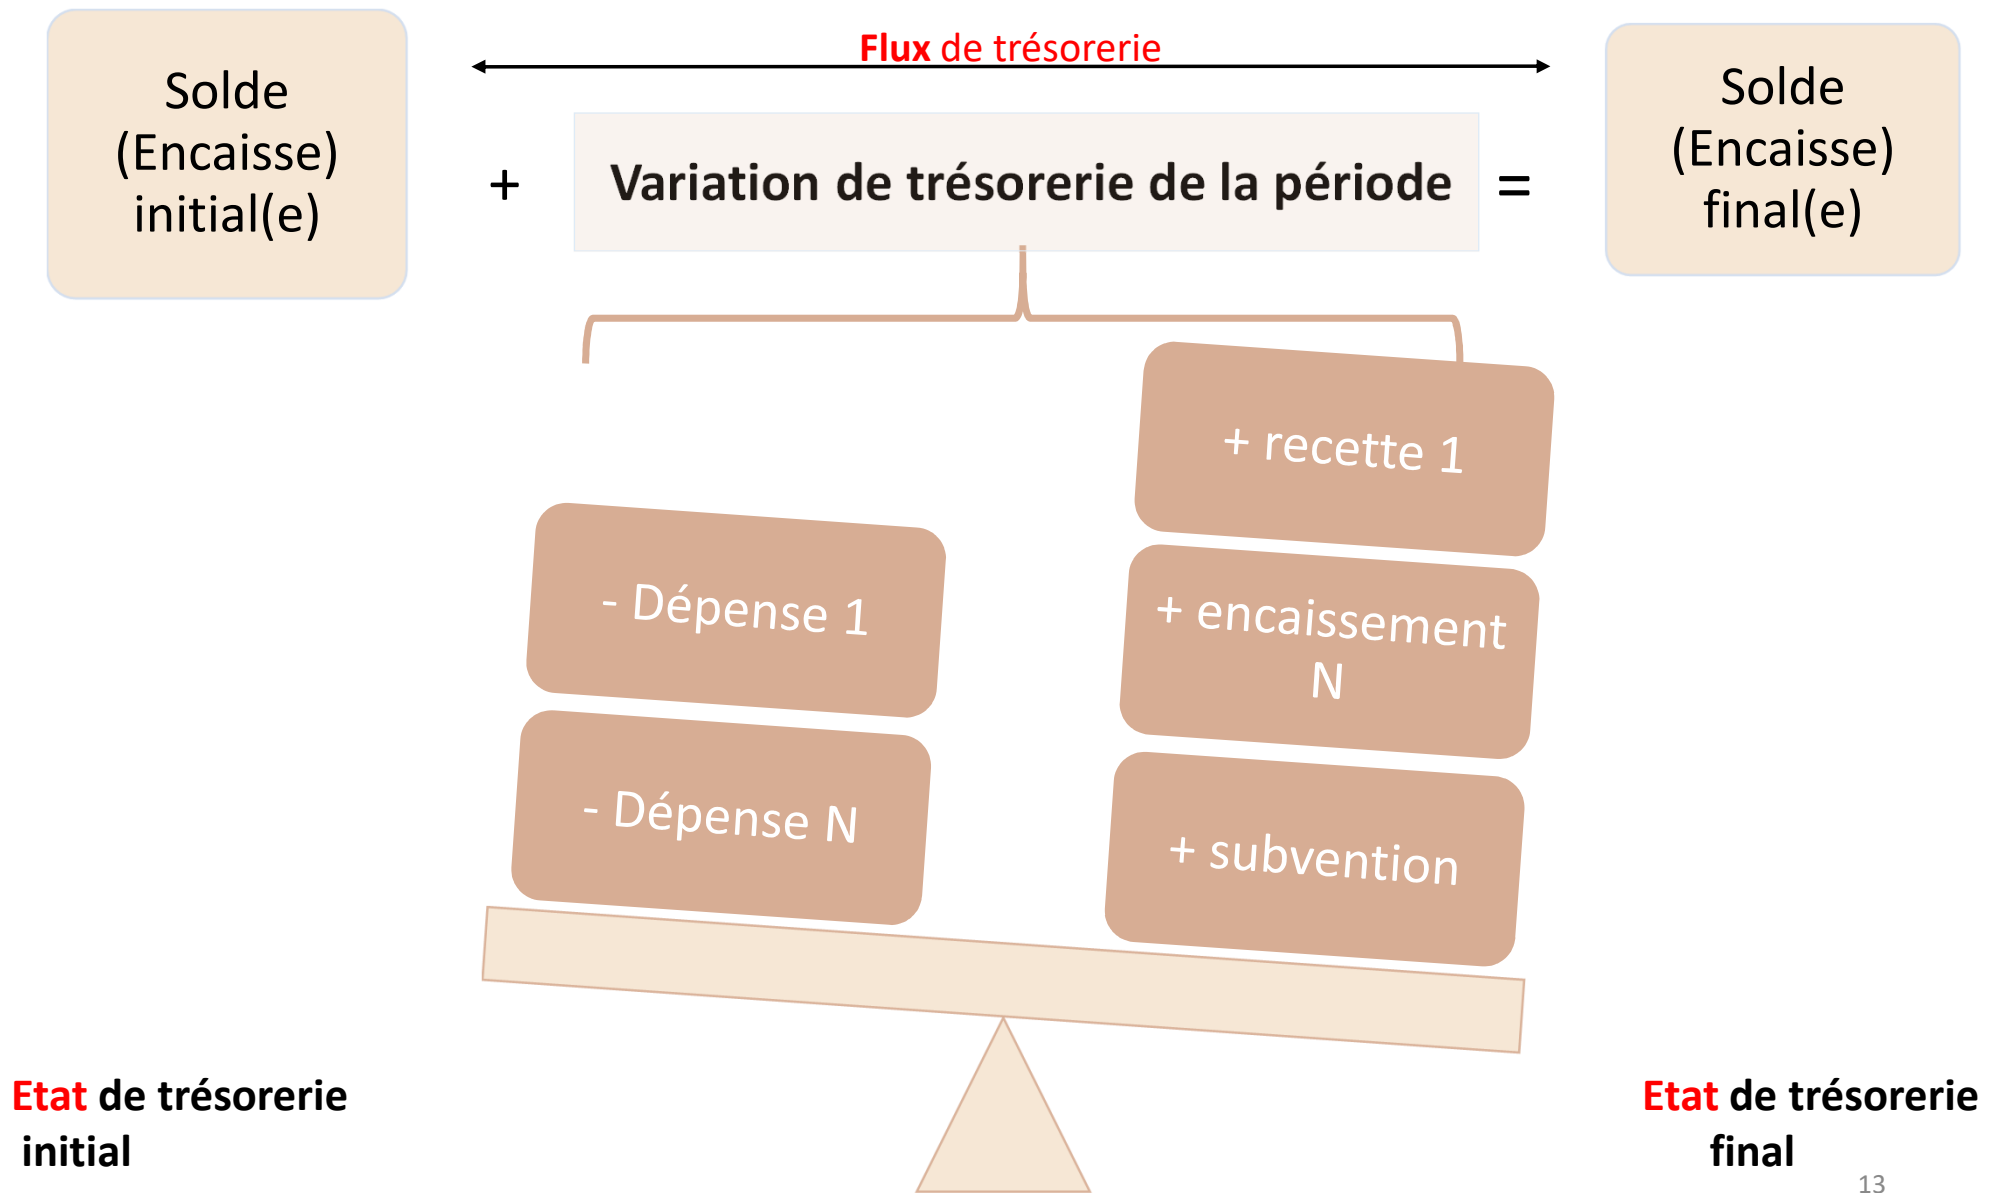 Flux de trésorerie
Solde
(Encaisse)
initial(e)
+
Variation de trésorerie de la période
=
Solde
(Encaisse)
final(e)
- Dépense 1
- Dépense N
+ recette 1
+ encaissement
N
+ subvention
Etat de trésorerie
initial
Etat de trésorerie
final
13